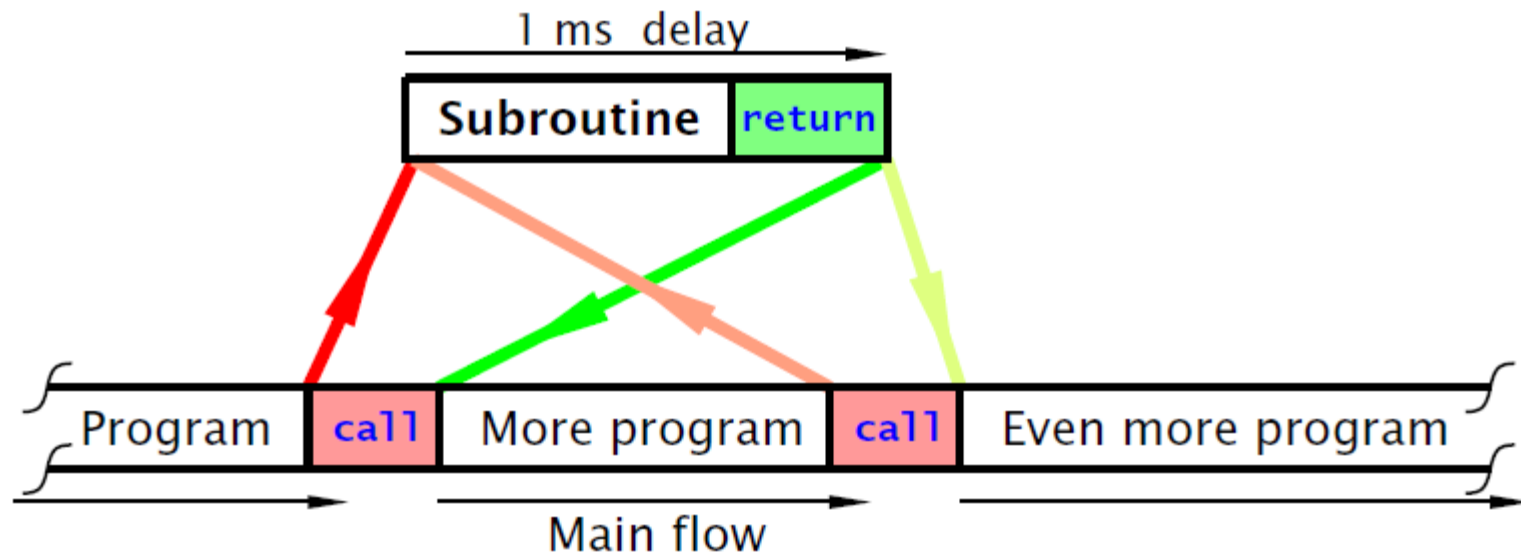 1 ms delay
Subroutine return
Program call More program call Even more program
Main flow